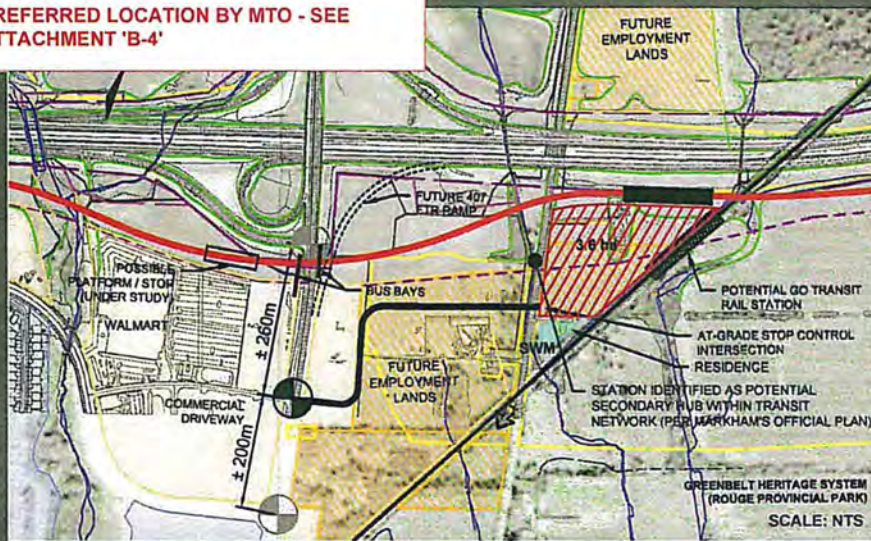 REFERRED LOCATION BY MTO - SEE
TTACHMENT 'B-4'
FUTURE
EMPLOYMENT
LANDS
FUTURE 407
ETR RAMP
3.6 ha
POSSIBLE
PLATFORM / STOP
(UNDER STUDY)
WALMART
BUS BAYS
± 260m
POTENTIAL GO TRANSIT
RAIL STATION
AT-GRADE STOP CONTROL
INTERSECTION
RESIDENCE
SWM
FUTURE
EMPLOYMENT
LANDS
STATION IDENTIFIED AS POTENTIAL
SECONDARY HUB WITHIN TRANSIT
NETWORK (PER MARKHAM'S OFFICIAL PLAN)
COMMERCIAL
DRIVEWAY
± 200m
GREENBELT HERITAGE SYSTEM
(ROUGE PROVINCIAL PARK)
SCALE: NTS